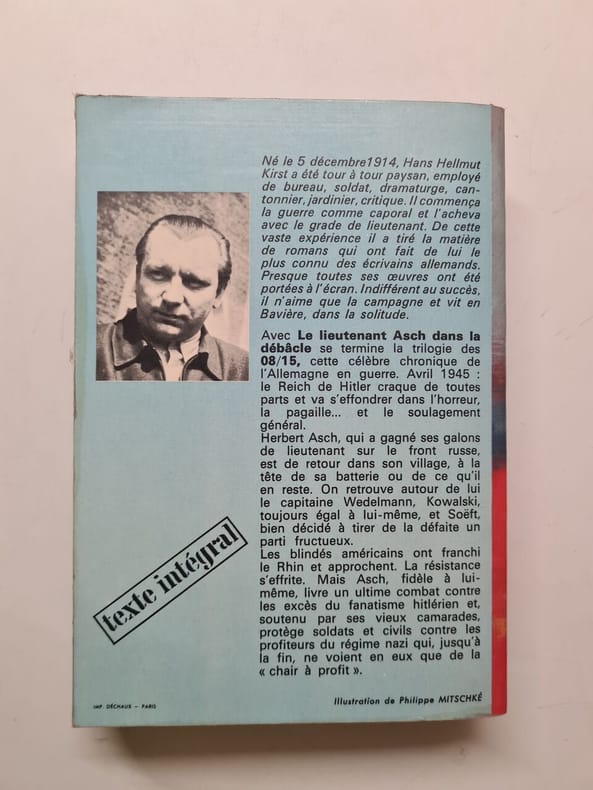 Né le 5 décembre1914, Hans Hellmut
Kirst a été tour à tour paysan, employé
de bureau, soldat, dramaturge, can-
tonnier, jardinier, critique. Il commença
la guerre comme caporal et l'acheva
avec le grade de lieutenant. De cette
vaste expérience il a tiré la matière
de romans qui ont fait de lui le
plus connu des écrivains allemands.
Presque toutes ses œuvres ont été
portées à l'écran. Indifférent au succès,
il n'aime que la campagne et vit en
Bavière, dans la solitude.
Avec Le lieutenant Asch dans la
débâcle se termine la trilogie des
08/15, cette célèbre chronique de
l'Allemagne en guerre. Avril 1945 :
le Reich de Hitler craque de toutes
parts et va s'effondrer dans l'horreur,
la pagaille... et le soulagement
général.
Herbert Asch, qui a gagné ses galons
de lieutenant sur le front russe,
est de retour dans son village, à la
tête de sa batterie ou de ce qu'il
en reste. On retrouve autour de lui
le capitaine Wedelmann, Kowalski,
toujours égal à lui-même, et Soëft,
bien décidé à tirer de la défaite un
parti fructueux.
Les blindés américains ont franchi
le Rhin et approchent. La résistance
s'effrite. Mais Asch, fidèle à lui-
même, livre un ultime combat contre
les excès du fanatisme hitlérien et,
soutenu par ses vieux camarades,
protège soldats et civils contre les
profiteurs du régime nazi qui, jusqu'à
la fin, ne voient en eux que de la
« chair à profit ».
texte intégral
Illustration de Philippe MITSCHKÉ
IMP. DÉCHAUX – PARIS